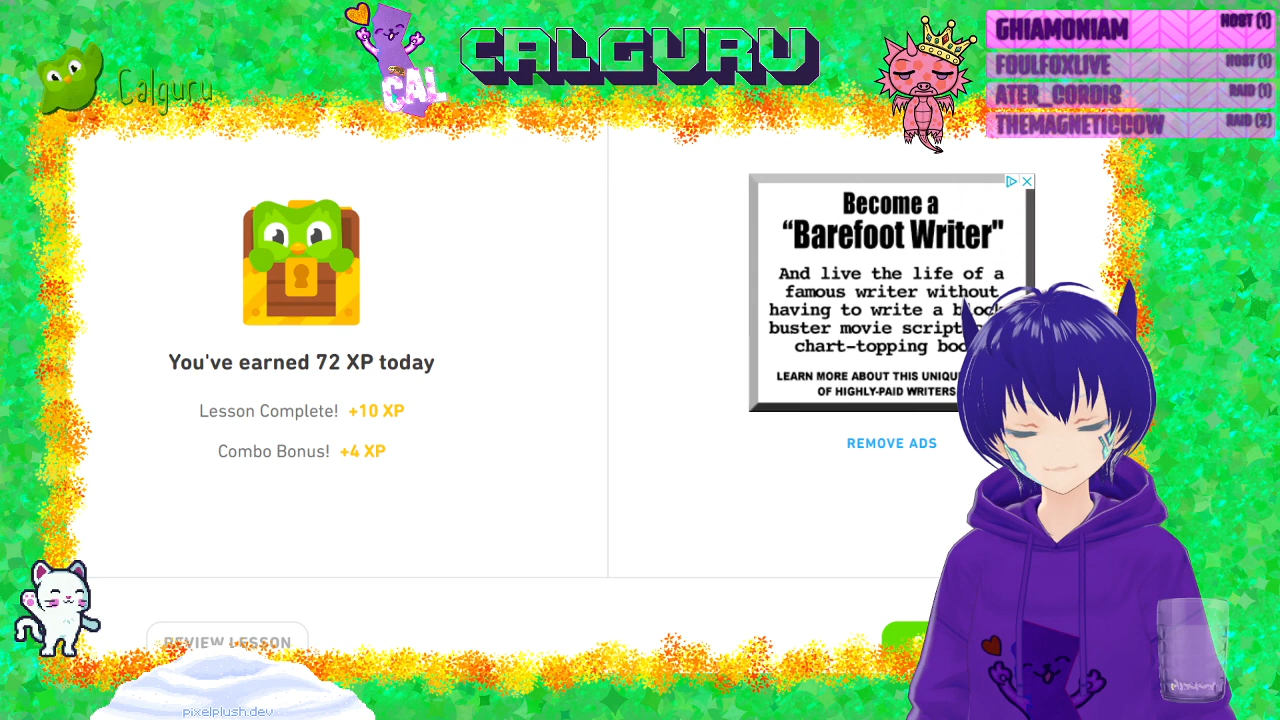 Calguru
CAL
CALGURU
GHIAMONIAM HOST (1)
FOULFOXLIVE HOST (1)
ATER_CORDIS RAID (1)
THEMAGNETICCOW RAID (2)
You've earned 72 XP today
Lesson Complete! +10 XP
Combo Bonus! +4 XP
Become a
“Barefoot Writer"
And live the life of a
famous writer without
having to write a
buster movie script
chart-topping
LEARN MORE ABOUT THIS
OF HIGHLY-PAID WRITERS
REMOVE ADS
REVIEW LESSON
pixelplush.dev